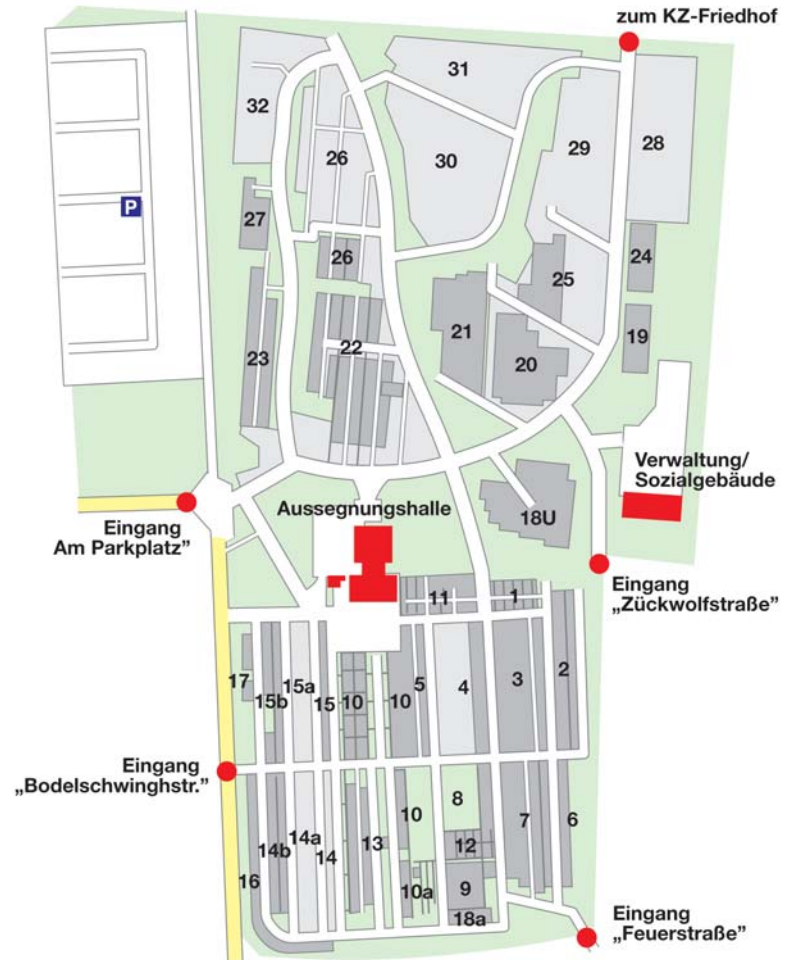 zum KZ-Friedhof
31
32
28
29
26
30
P
27
24
26
25
21
19
22
20
23
Verwaltung/
Sozialgebäude
Aussegnungshalle
18U
Eingang
Am Parkplatz”
Eingang
„Zückwolfstraße”
11
1
2
3
17
15a
5
4
15b
15
10
10
Eingang
„Bodelschwinghstr.”
8
10
7
6
14a
13
12
14b
14
16
10a
9
18a
Eingang
„Feuerstraße”